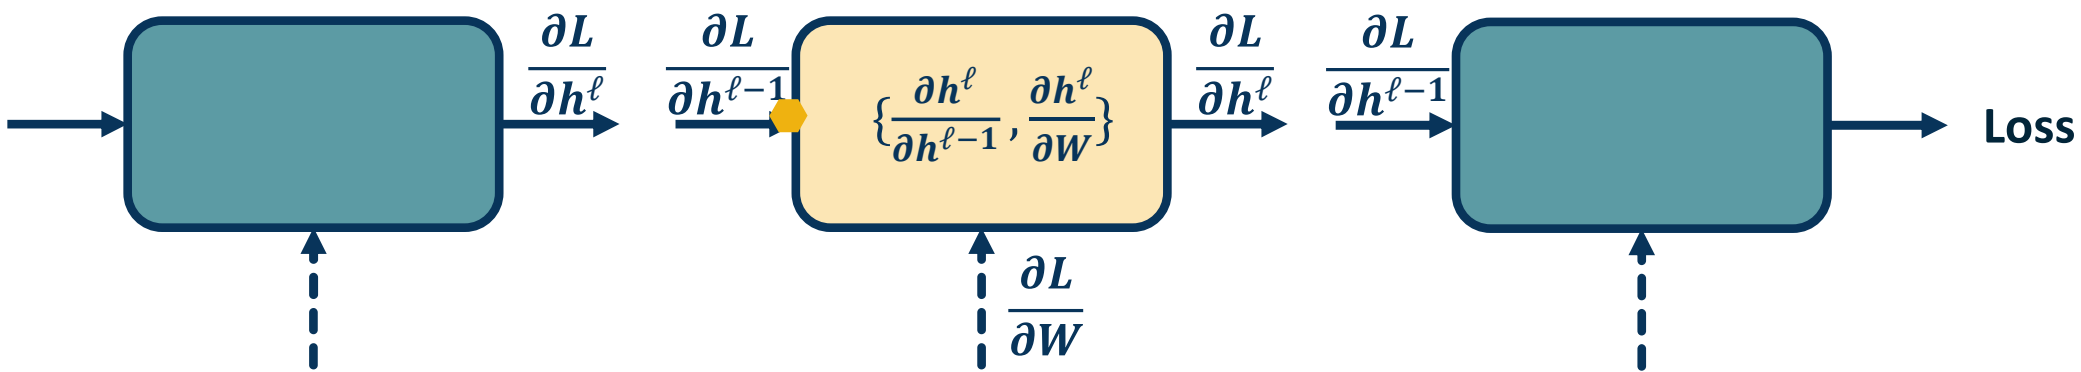 ∂L/∂h^ℓ
∂L/∂h^{ℓ−1}
{∂h^ℓ/∂h^{ℓ−1}, ∂h^ℓ/∂W}
∂L/∂h^ℓ
∂L/∂h^{ℓ−1}
Loss
∂L/∂W